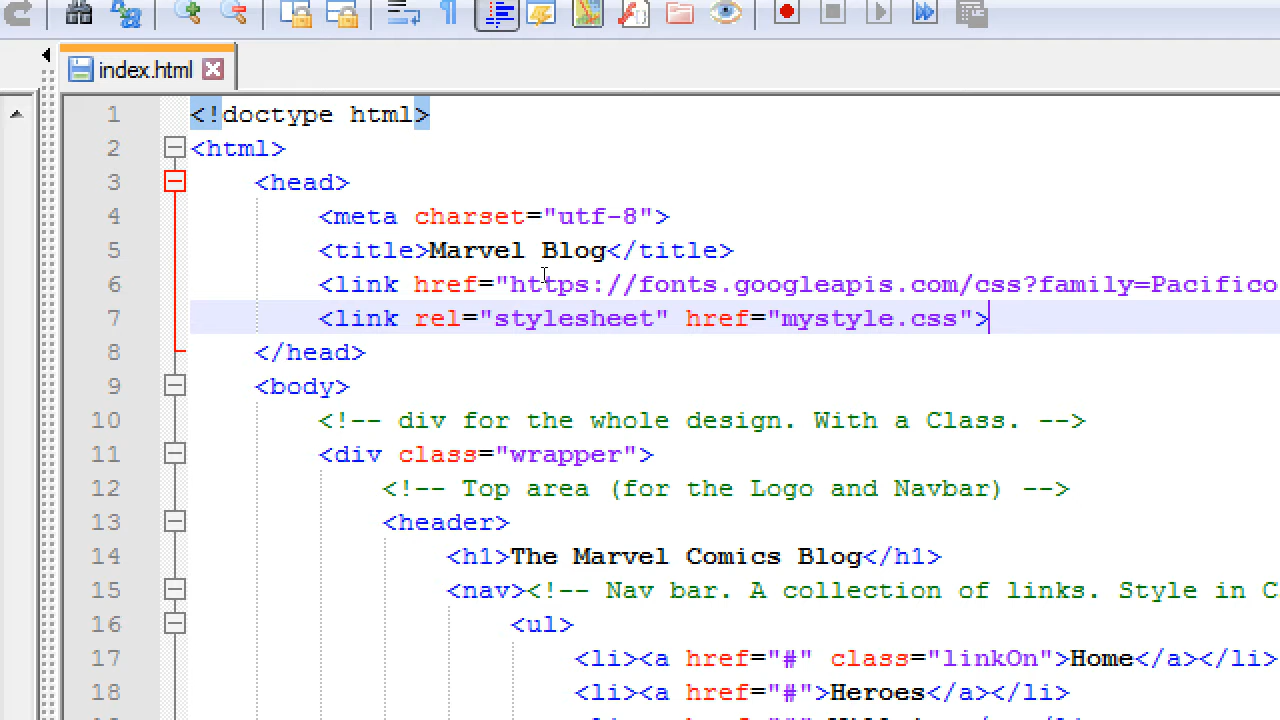 index.html
1 <!doctype html>
2 <html>
3 <head>
4 <meta charset="utf-8">
5 <title>Marvel Blog</title>
6 <link href="https://fonts.googleapis.com/css?family=Pacifico
7 <link rel="stylesheet" href="mystyle.css">
8 </head>
9 <body>
10 <!-- div for the whole design. With a Class. -->
11 <div class="wrapper">
12 <!-- Top area (for the Logo and Navbar) -->
13 <header>
14 <h1>The Marvel Comics Blog</h1>
15 <nav><!-- Nav bar. A collection of links. Style in C
16 <ul>
17 <li><a href="#" class="linkOn">Home</a></li>
18 <li><a href="#">Heroes</a></li>